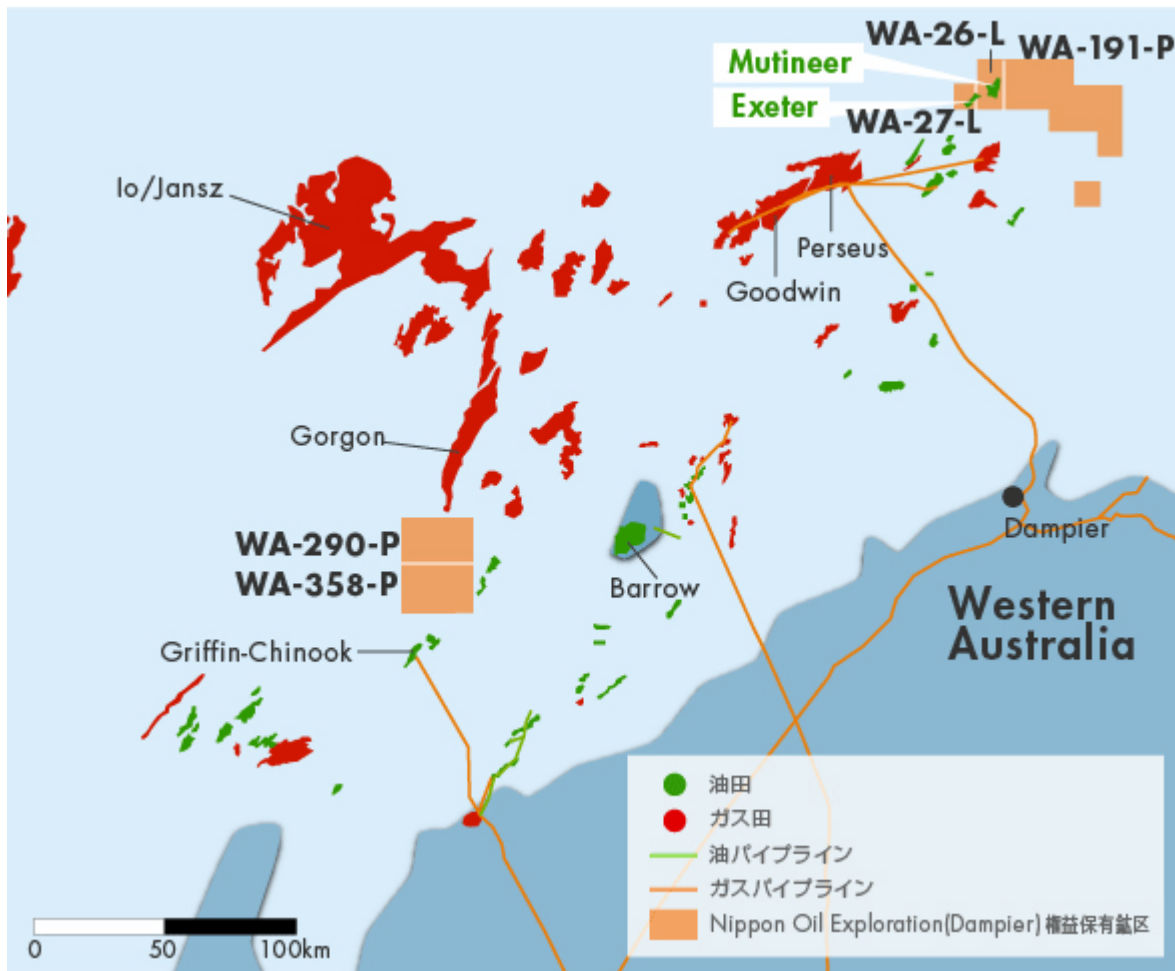 WA-26-L
WA-191-P
Mutineer
Exeter
WA-27-L
Io/Jansz
Perseus
Goodwin
Gorgon
WA-290-P
WA-358-P
Barrow
Dampier
Griffin-Chinook
Western
Australia
油田
ガス田
油パイプライン
ガスパイプライン
Nippon Oil Exploration(Dampier) 権益保有鉱区
0 50 100km